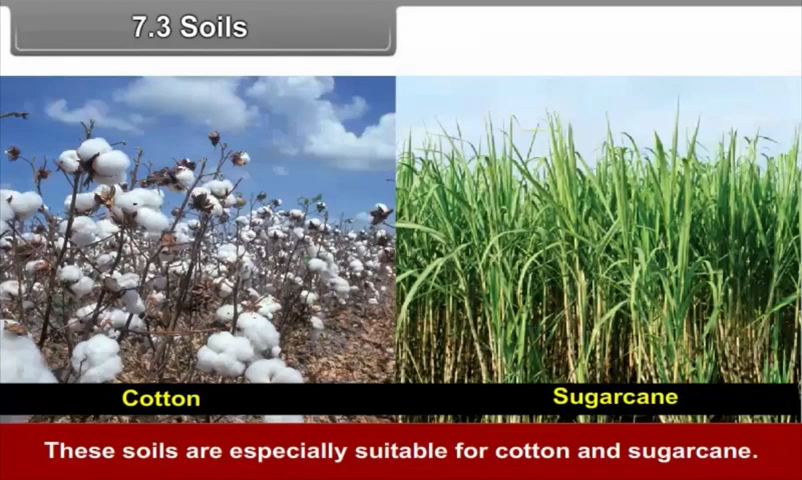 7.3 Soils
Cotton
Sugarcane
These soils are especially suitable for cotton and sugarcane.